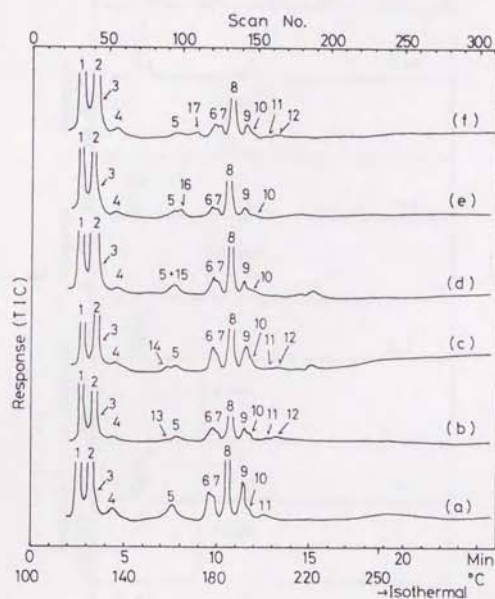 Scan No.
0 50 100 150 200 250 300
1 2 3 4 5 17 6 7 8 9 10 11 12 (f)
1 2 3 4 5 16 6 7 8 9 10 (e)
1 2 3 4 5+15 6 7 8 9 10 (d)
1 2 3 4 14 5 6 7 8 9 10 11 12 (c)
1 2 3 4 13 5 6 7 8 9 10 11 12 (b)
1 2 3 4 5 6 7 8 9 10 11 (a)
Response (TIC)
5 10 15 20 Min
100 140 180 220 250 °C
→Isothermal